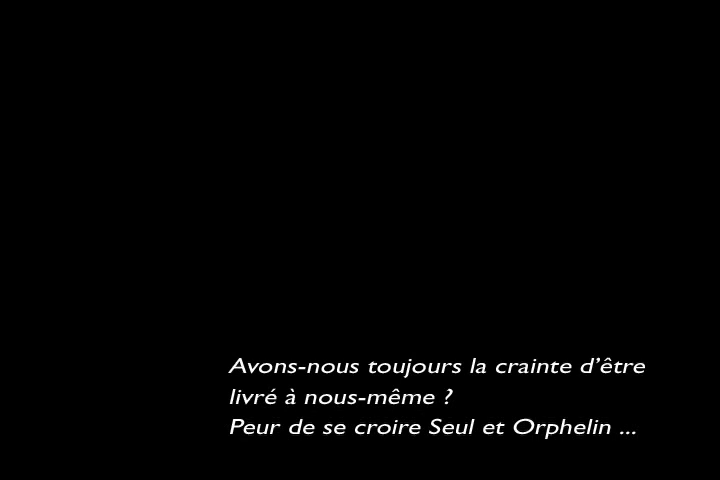 Avons-nous toujours la crainte d’être
livré à nous-même ?
Peur de se croire Seul et Orphelin ...